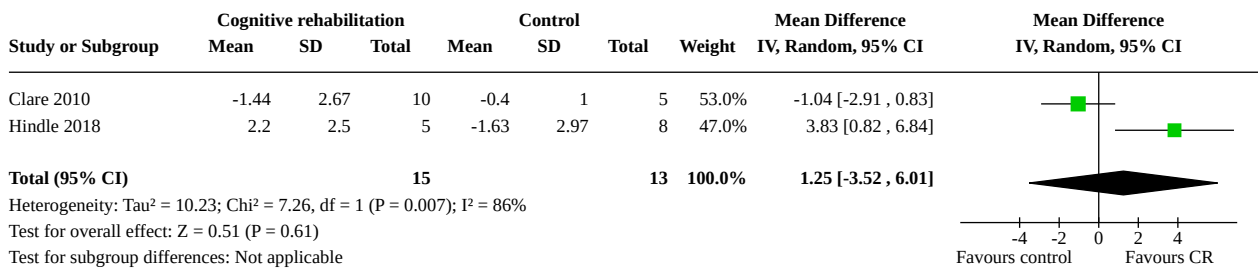 Cognitive rehabilitation Control Mean Difference Mean Difference
Study or Subgroup Mean SD Total Mean SD Total Weight IV, Random, 95% CI IV, Random, 95% CI
Clare 2010 -1.44 2.67 10 -0.4 1 5 53.0% -1.04 [-2.91 , 0.83]
Hindle 2018 2.2 2.5 5 -1.63 2.97 8 47.0% 3.83 [0.82 , 6.84]
Total (95% CI) 15 13 100.0% 1.25 [-3.52 , 6.01]
Heterogeneity: Tau² = 10.23; Chi² = 7.26, df = 1 (P = 0.007); I² = 86%
Test for overall effect: Z = 0.51 (P = 0.61)
-4 -2 0 2 4
Test for subgroup differences: Not applicable Favours control Favours CR